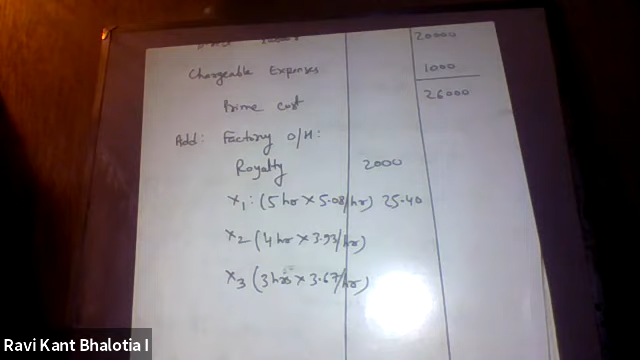 20000
Chargeable Expenses 1000
Prime cost 26000
Add: Factory O/H:
Royalty 2000
X1: (5 hr × 5.08/hr) 25.40
X2 (4 hr × 3.93/hr)
X3 (3 hrs × 3.67/hr)
Ravi Kant Bhalotia I